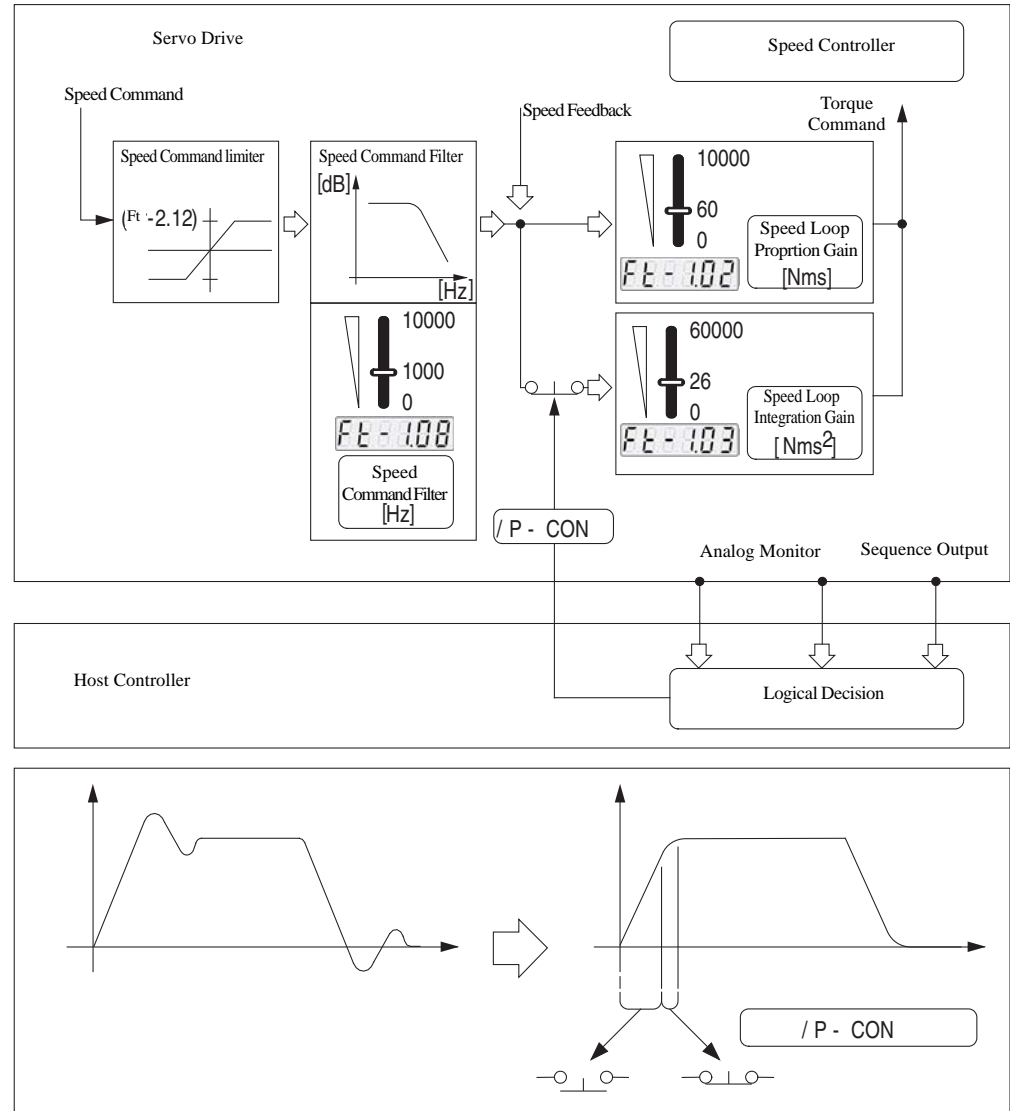 Servo Drive
Speed Controller
Speed Command
Speed Feedback
Torque
Command
Speed Command limiter
(Ft -2.12)
Speed Command Filter
[dB]
[Hz]
10000
1000
0
Ft - 1.08
Speed
Command Filter
[Hz]
10000
60
0
Ft - 1.02
Speed Loop
Proprtion Gain
[Nms]
60000
26
0
Ft - 1.03
Speed Loop
Integration Gain
[Nms2]
/ P - CON
Analog Monitor
Sequence Output
Host Controller
Logical Decision
/ P - CON